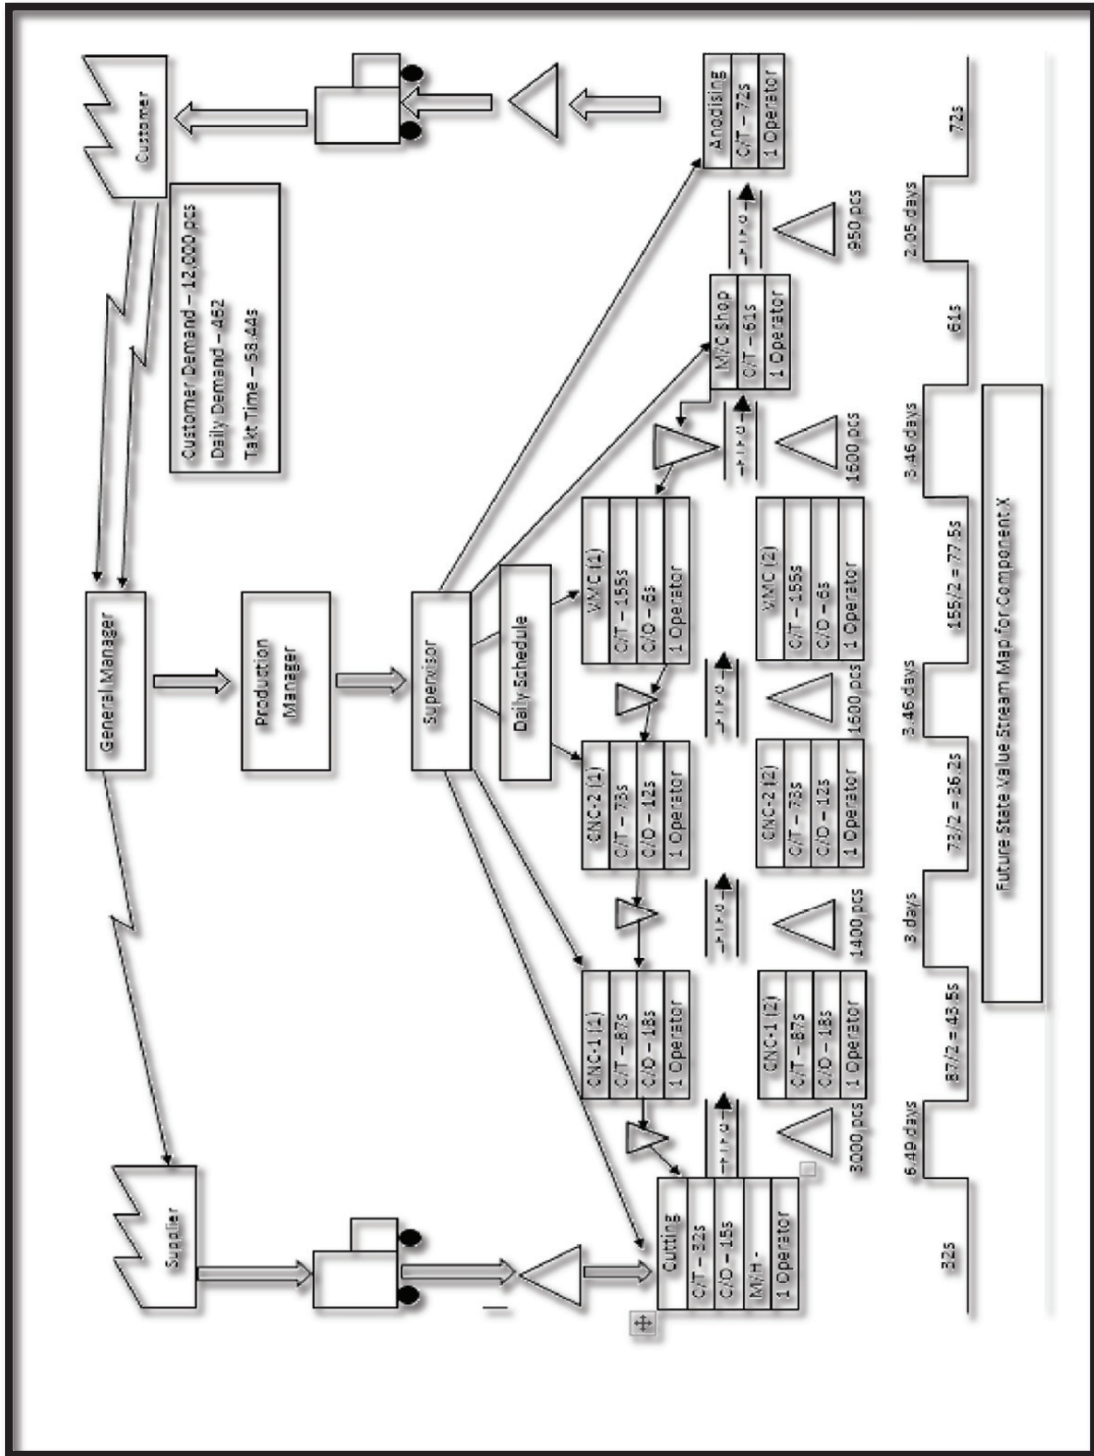 Customer
Customer Demand – 12,000 pcs
Daily Demand – 462
Takt Time – 58.44s
General Manager
Production
Manager
Supervisor
Daily Schedule
Supplier
Cutting
C/T – 32s
C/O – 15s
M/H -
1 Operator
FIFO
3000 pcs
CNC-1 (1)
C/T – 87s
C/O – 18s
1 Operator
CNC-1 (2)
C/T – 87s
C/O – 18s
1 Operator
FIFO
1400 pcs
CNC-2 (1)
C/T – 73s
C/O – 12s
1 Operator
CNC-2 (2)
C/T – 73s
C/O – 12s
1 Operator
FIFO
1600 pcs
VMC (1)
C/T – 155s
C/O – 6s
1 Operator
VMC (2)
C/T – 155s
C/O – 6s
1 Operator
FIFO
1600 pcs
M/C Shop
C/T – 61s
1 Operator
FIFO
950 pcs
Anodising
C/T – 72s
1 Operator
32s
6.49 days
87/2 = 43.5s
3 days
73/2 = 36.2s
3.46 days
155/2 = 77.5s
3.46 days
61s
2.05 days
72s
Future State Value Stream Map for Component X